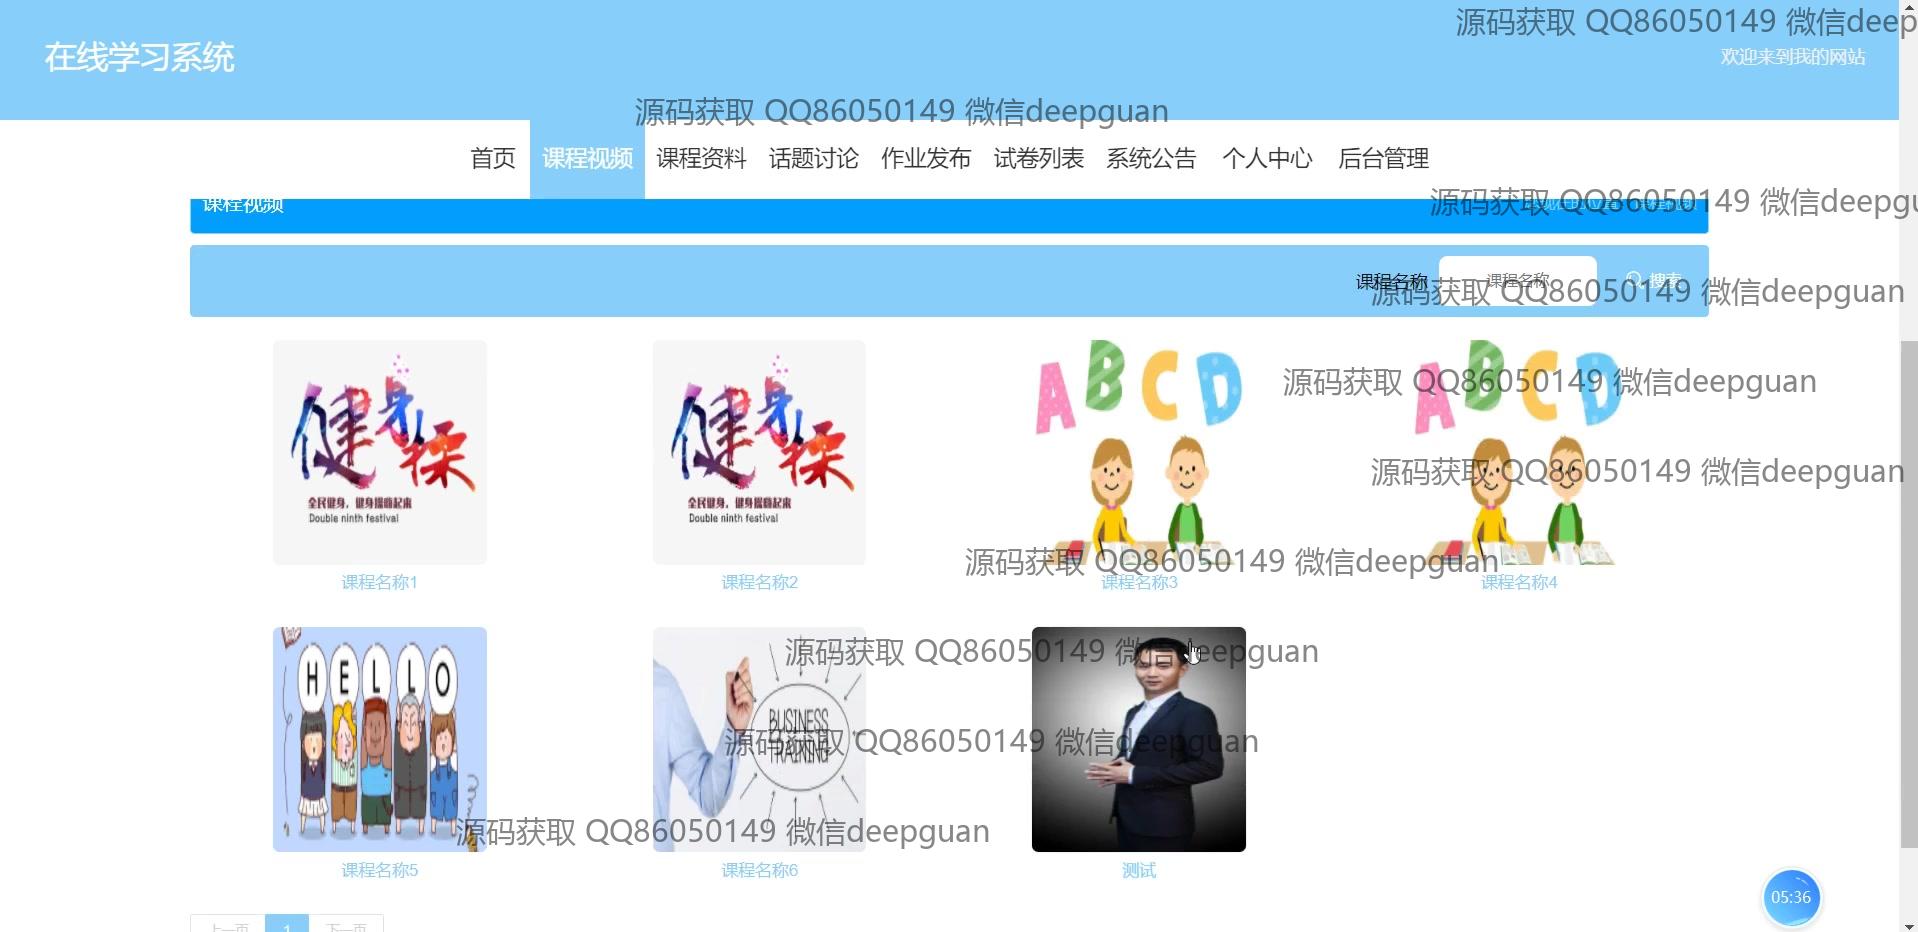 源码获取 QQ86050149 微信deep
在线学习系统
欢迎来到我的网站
源码获取 QQ86050149 微信deepguan
首页 课程视频 课程资料 话题讨论 作业发布 试卷列表 系统公告 个人中心 后台管理
源码获取 QQ86050149 微信deepgu
课程视频
课程名称 课程名称 搜索
源码获取 QQ86050149 微信deepguan
健身操
全民健身，健身操嗨起来
Double ninth festival
健身操
全民健身，健身操嗨起来
Double ninth festival
ABCD
ABCD
源码获取 QQ86050149 微信deepguan
源码获取 QQ86050149 微信deepguan
源码获取 QQ86050149 微信deepguan
课程名称1 课程名称2 课程名称3 课程名称4
源码获取 QQ86050149 微信deepguan
HELLO
BUSINESS
TRAINING
源码获取 QQ86050149 微信deepguan
源码获取 QQ86050149 微信deepguan
课程名称5 课程名称6 测试
05:36
上一页 1 下一页